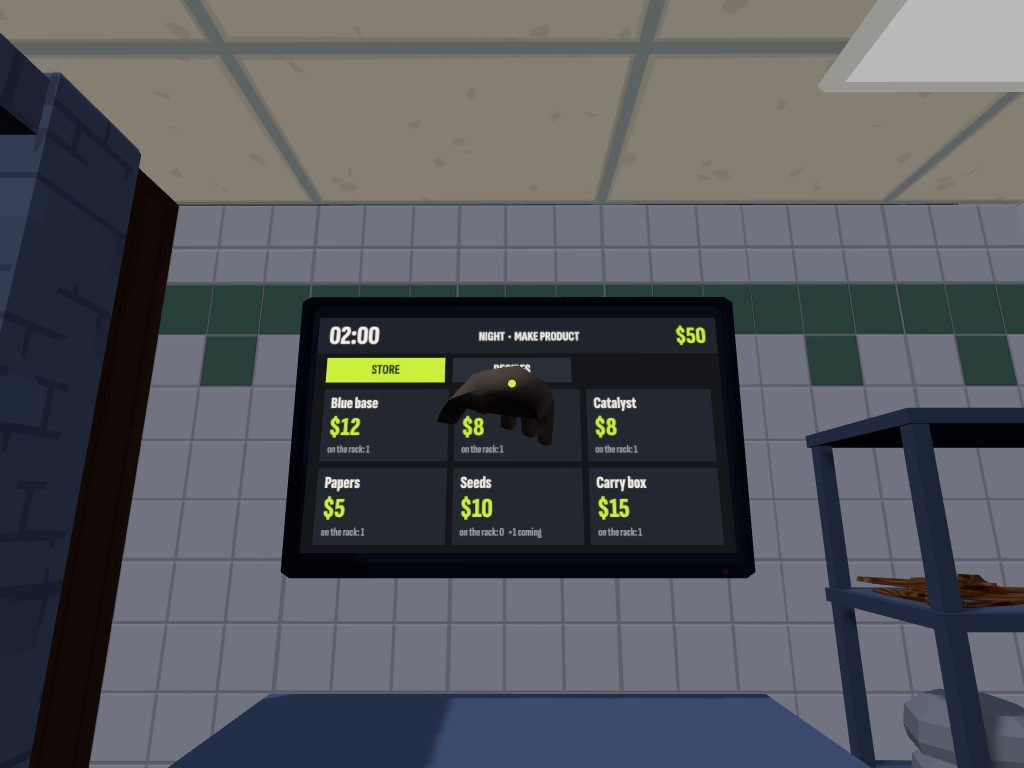 02:00
NIGHT • MAKE PRODUCT
$50
STORE
Blue base
$12
on the rack: 1
$8
on the rack: 1
Catalyst
$8
on the rack: 1
Papers
$5
on the rack: 1
Seeds
$10
on the rack: 0 +1 coming
Carry box
$15
on the rack: 1